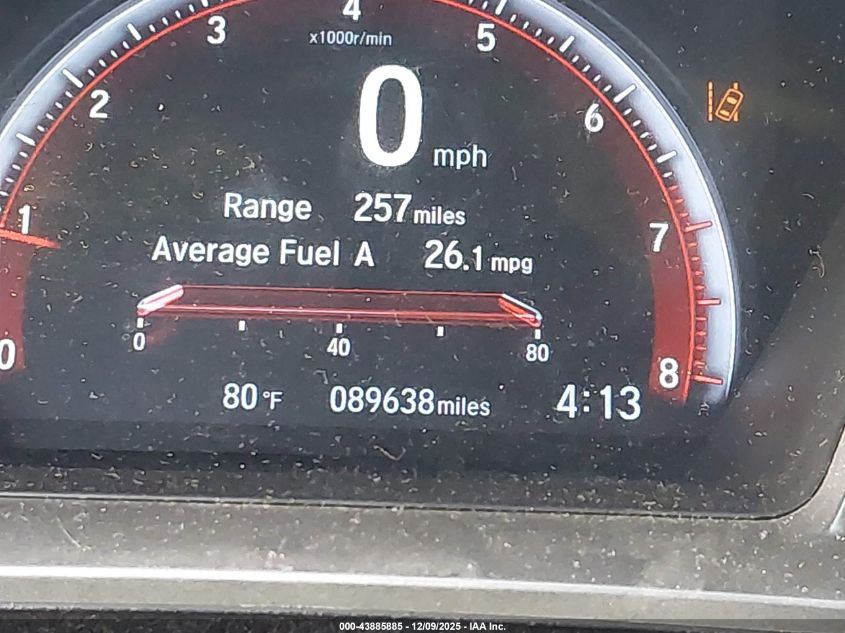 4
3 5
x1000r/min
2 0 mph 6
Range 257 miles
1 7
Average Fuel A 26.1 mpg
0 0 40 80 8
80°F 089638 miles 4:13
000-43885885 - 12/09/2025 - IAA Inc.